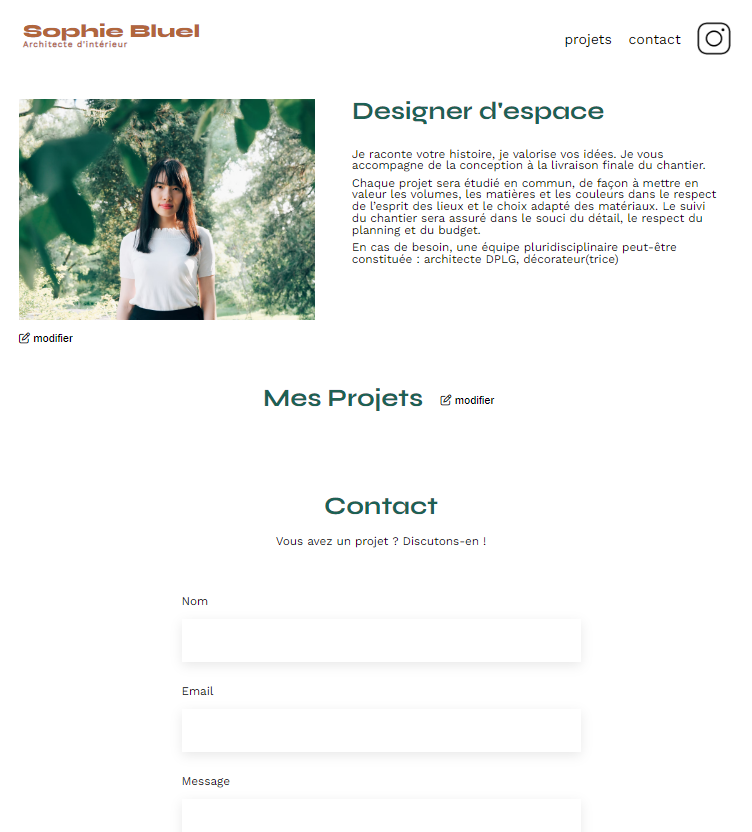 Sophie Bluel
Architecte d'intérieur
projets
contact
Designer d'espace
Je raconte votre histoire, je valorise vos idées. Je vous
accompagne de la conception à la livraison finale du chantier.
Chaque projet sera étudié en commun, de façon à mettre en
valeur les volumes, les matières et les couleurs dans le respect
de l'esprit des lieux et le choix adapté des matériaux. Le suivi
du chantier sera assuré dans le souci du détail, le respect du
planning et du budget.
En cas de besoin, une équipe pluridisciplinaire peut-être
constituée : architecte DPLG, décorateur(trice)
modifier
Mes Projets
modifier
Contact
Vous avez un projet ? Discutons-en !
Nom
Email
Message